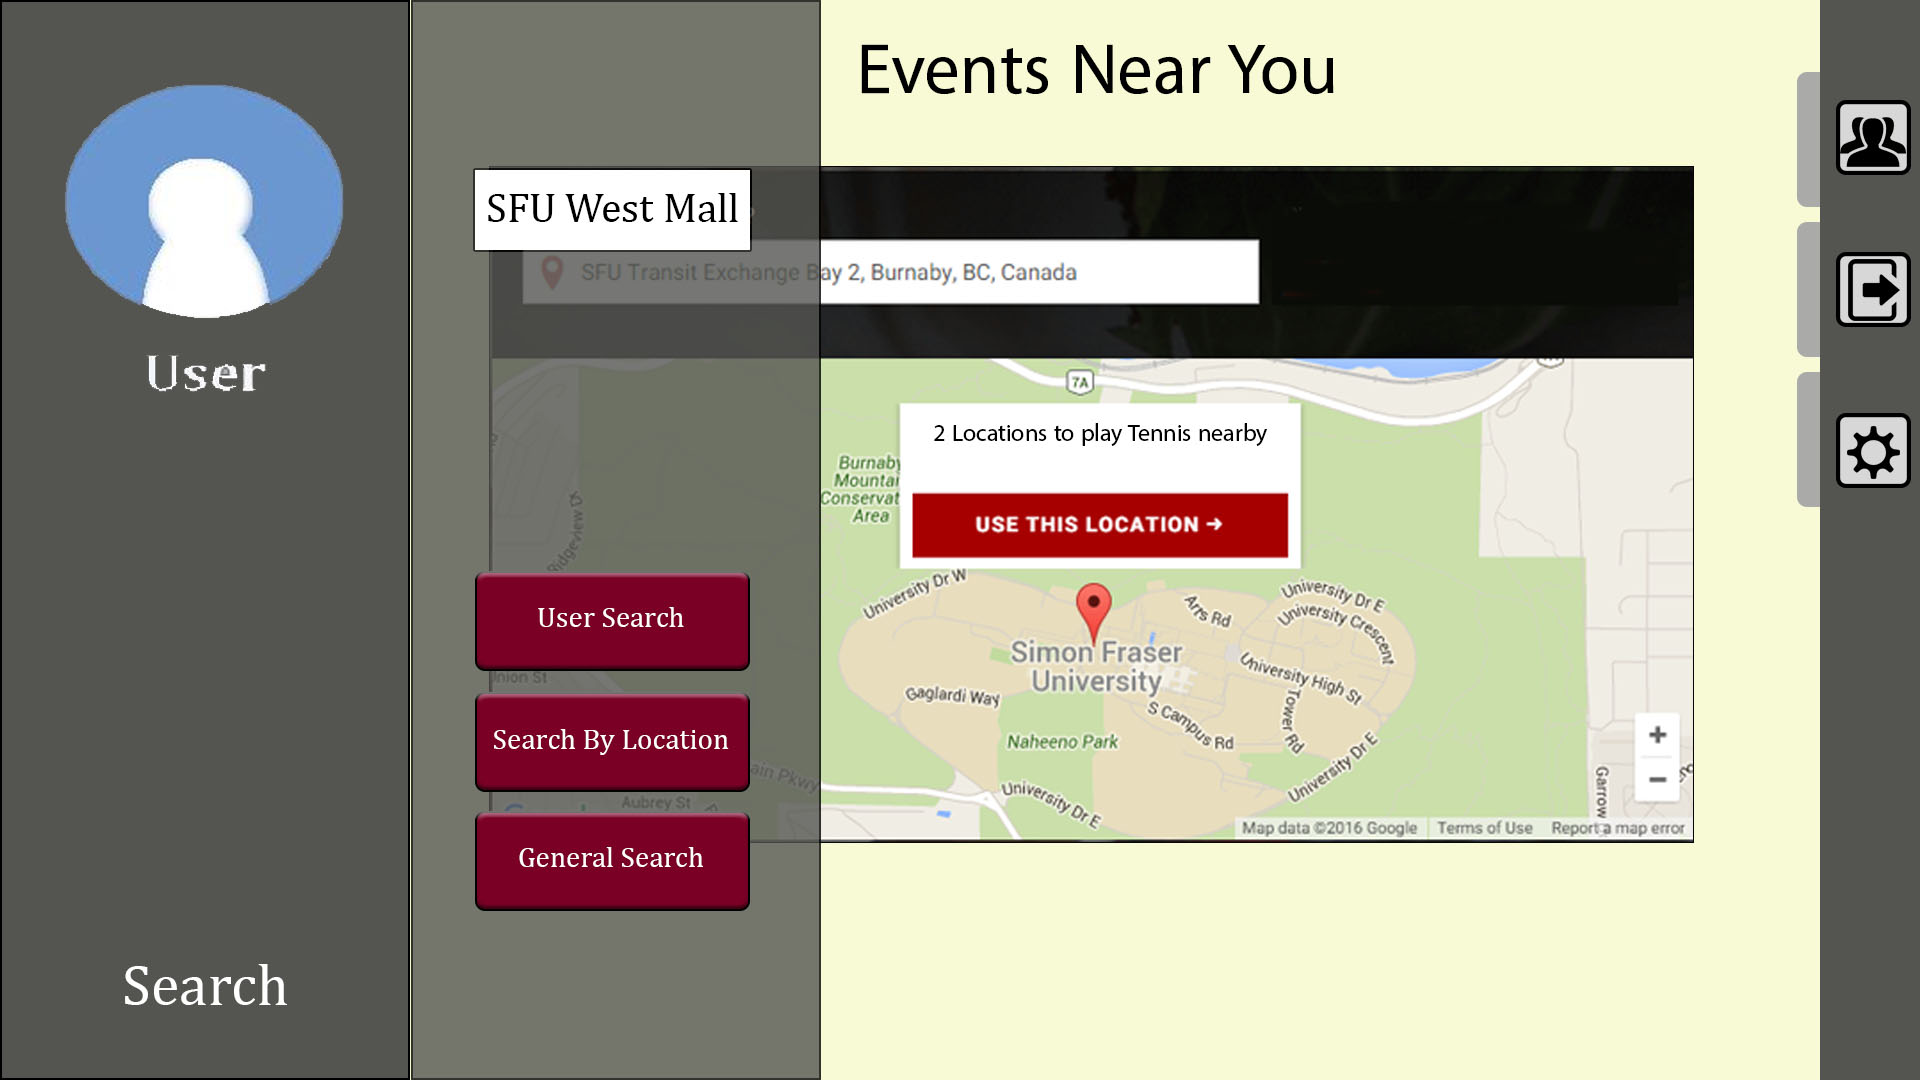 Events Near You
User
Search
SFU West Mall
SFU Transit Exchange Bay 2, Burnaby, BC, Canada
7A
2 Locations to play Tennis nearby
USE THIS LOCATION →
Burnaby
Mountai
Conservat
Area
Ridgeview Dr
User Search
Search By Location
General Search
University Dr W
Arts Rd
University Dr E
University Crescent
Simon Fraser
University
University High St
Gaglardi Way
Tower Rd
S Campus Rd
Naheeno Park
University Dr E
University Dr E
Union St
ain Pkwy
Aubrey St
Garrow
+
−
Map data ©2016 Google
Terms of Use
Report a map error